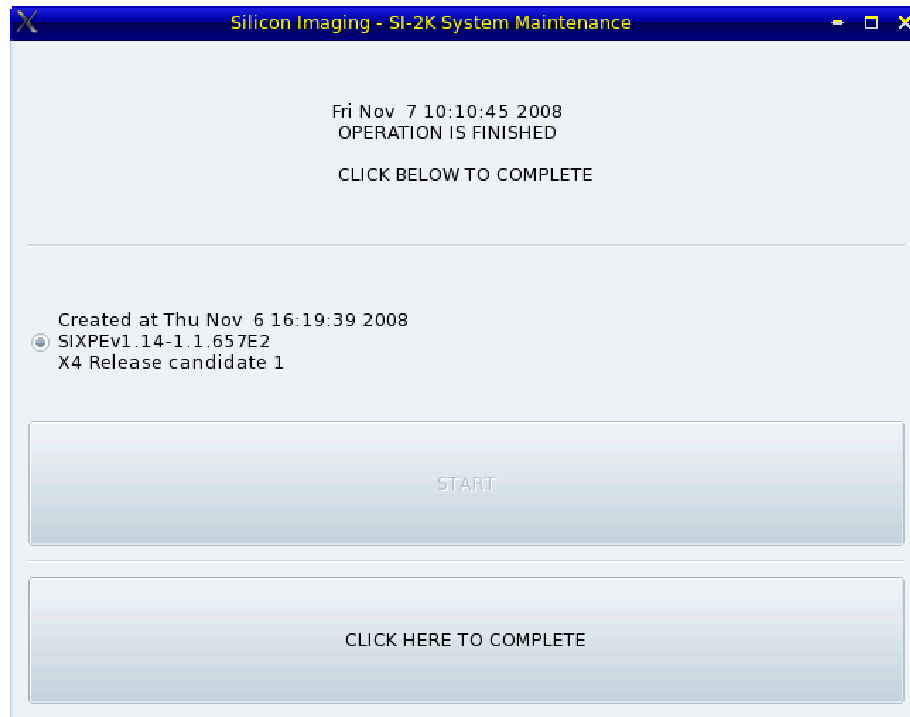 Silicon Imaging - SI-2K System Maintenance
Fri Nov  7 10:10:45 2008
OPERATION IS FINISHED
CLICK BELOW TO COMPLETE
Created at Thu Nov  6 16:19:39 2008
SIXPEv1.14-1.1.657E2
X4 Release candidate 1
START
CLICK HERE TO COMPLETE